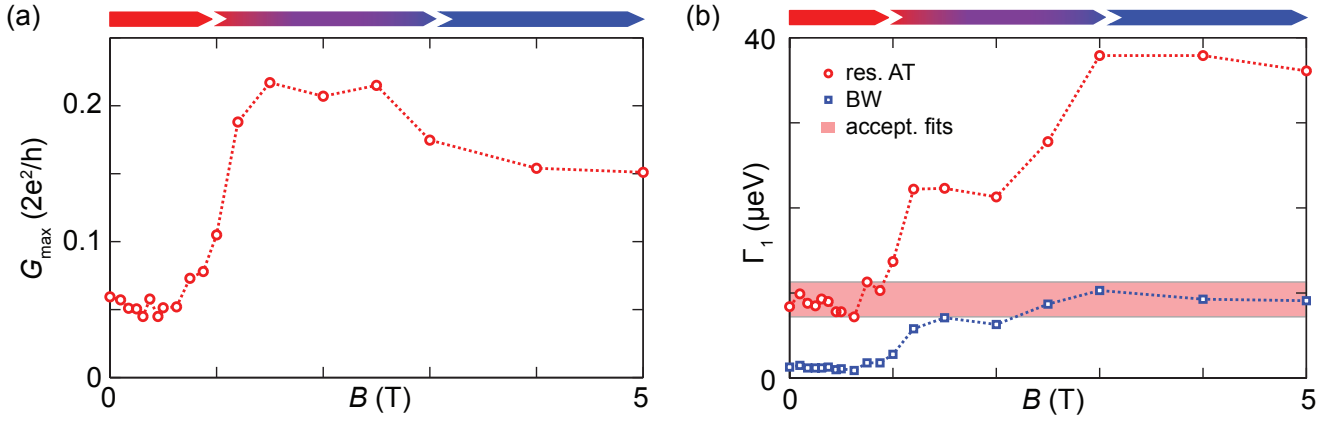 (a)
0.2
0.1
0
G_max (2e²/h)
0
5
B (T)
(b)
40
0
Γ₁ (µeV)
res. AT
BW
accept. fits
0
5
B (T)